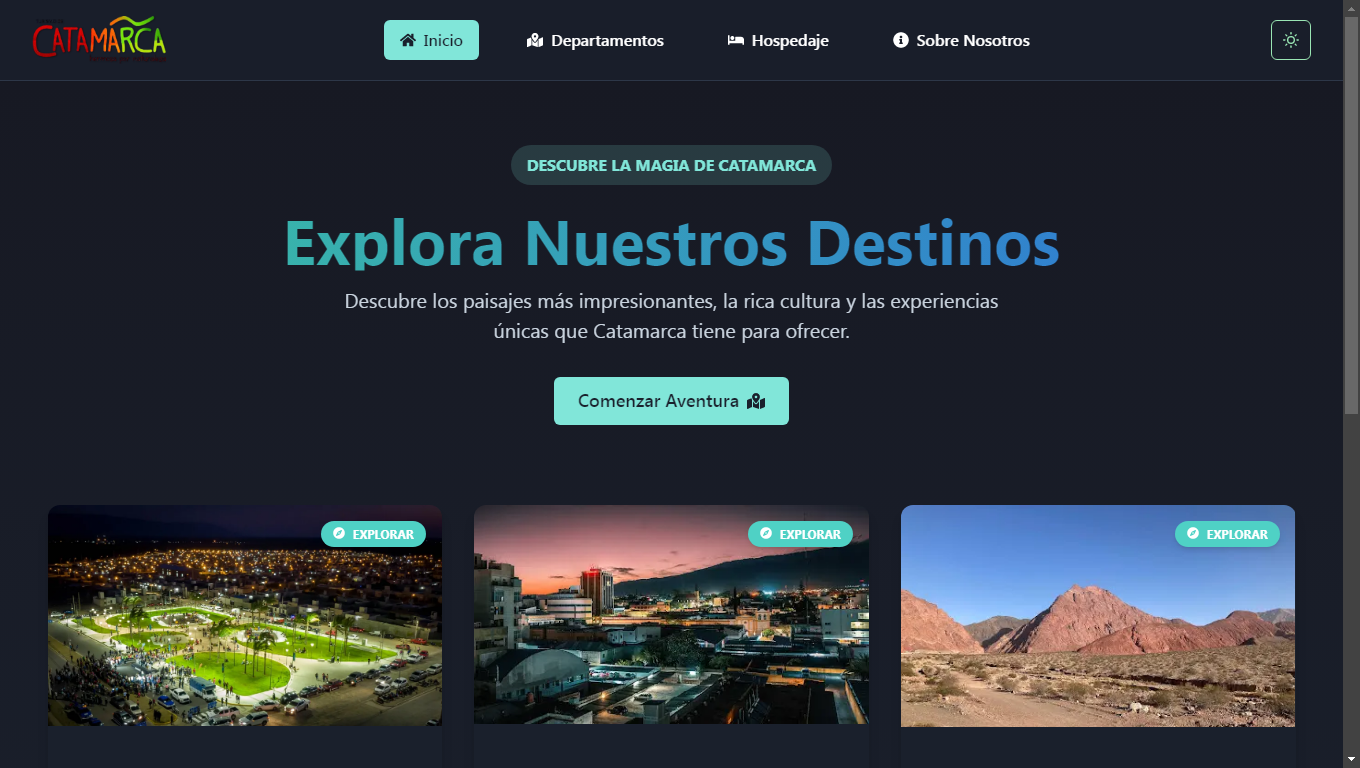 CATAMARCA
Inicio
Departamentos
Hospedaje
Sobre Nosotros
DESCUBRE LA MAGIA DE CATAMARCA
Explora Nuestros Destinos
Descubre los paisajes más impresionantes, la rica cultura y las experiencias
únicas que Catamarca tiene para ofrecer.
Comenzar Aventura
EXPLORAR
EXPLORAR
EXPLORAR